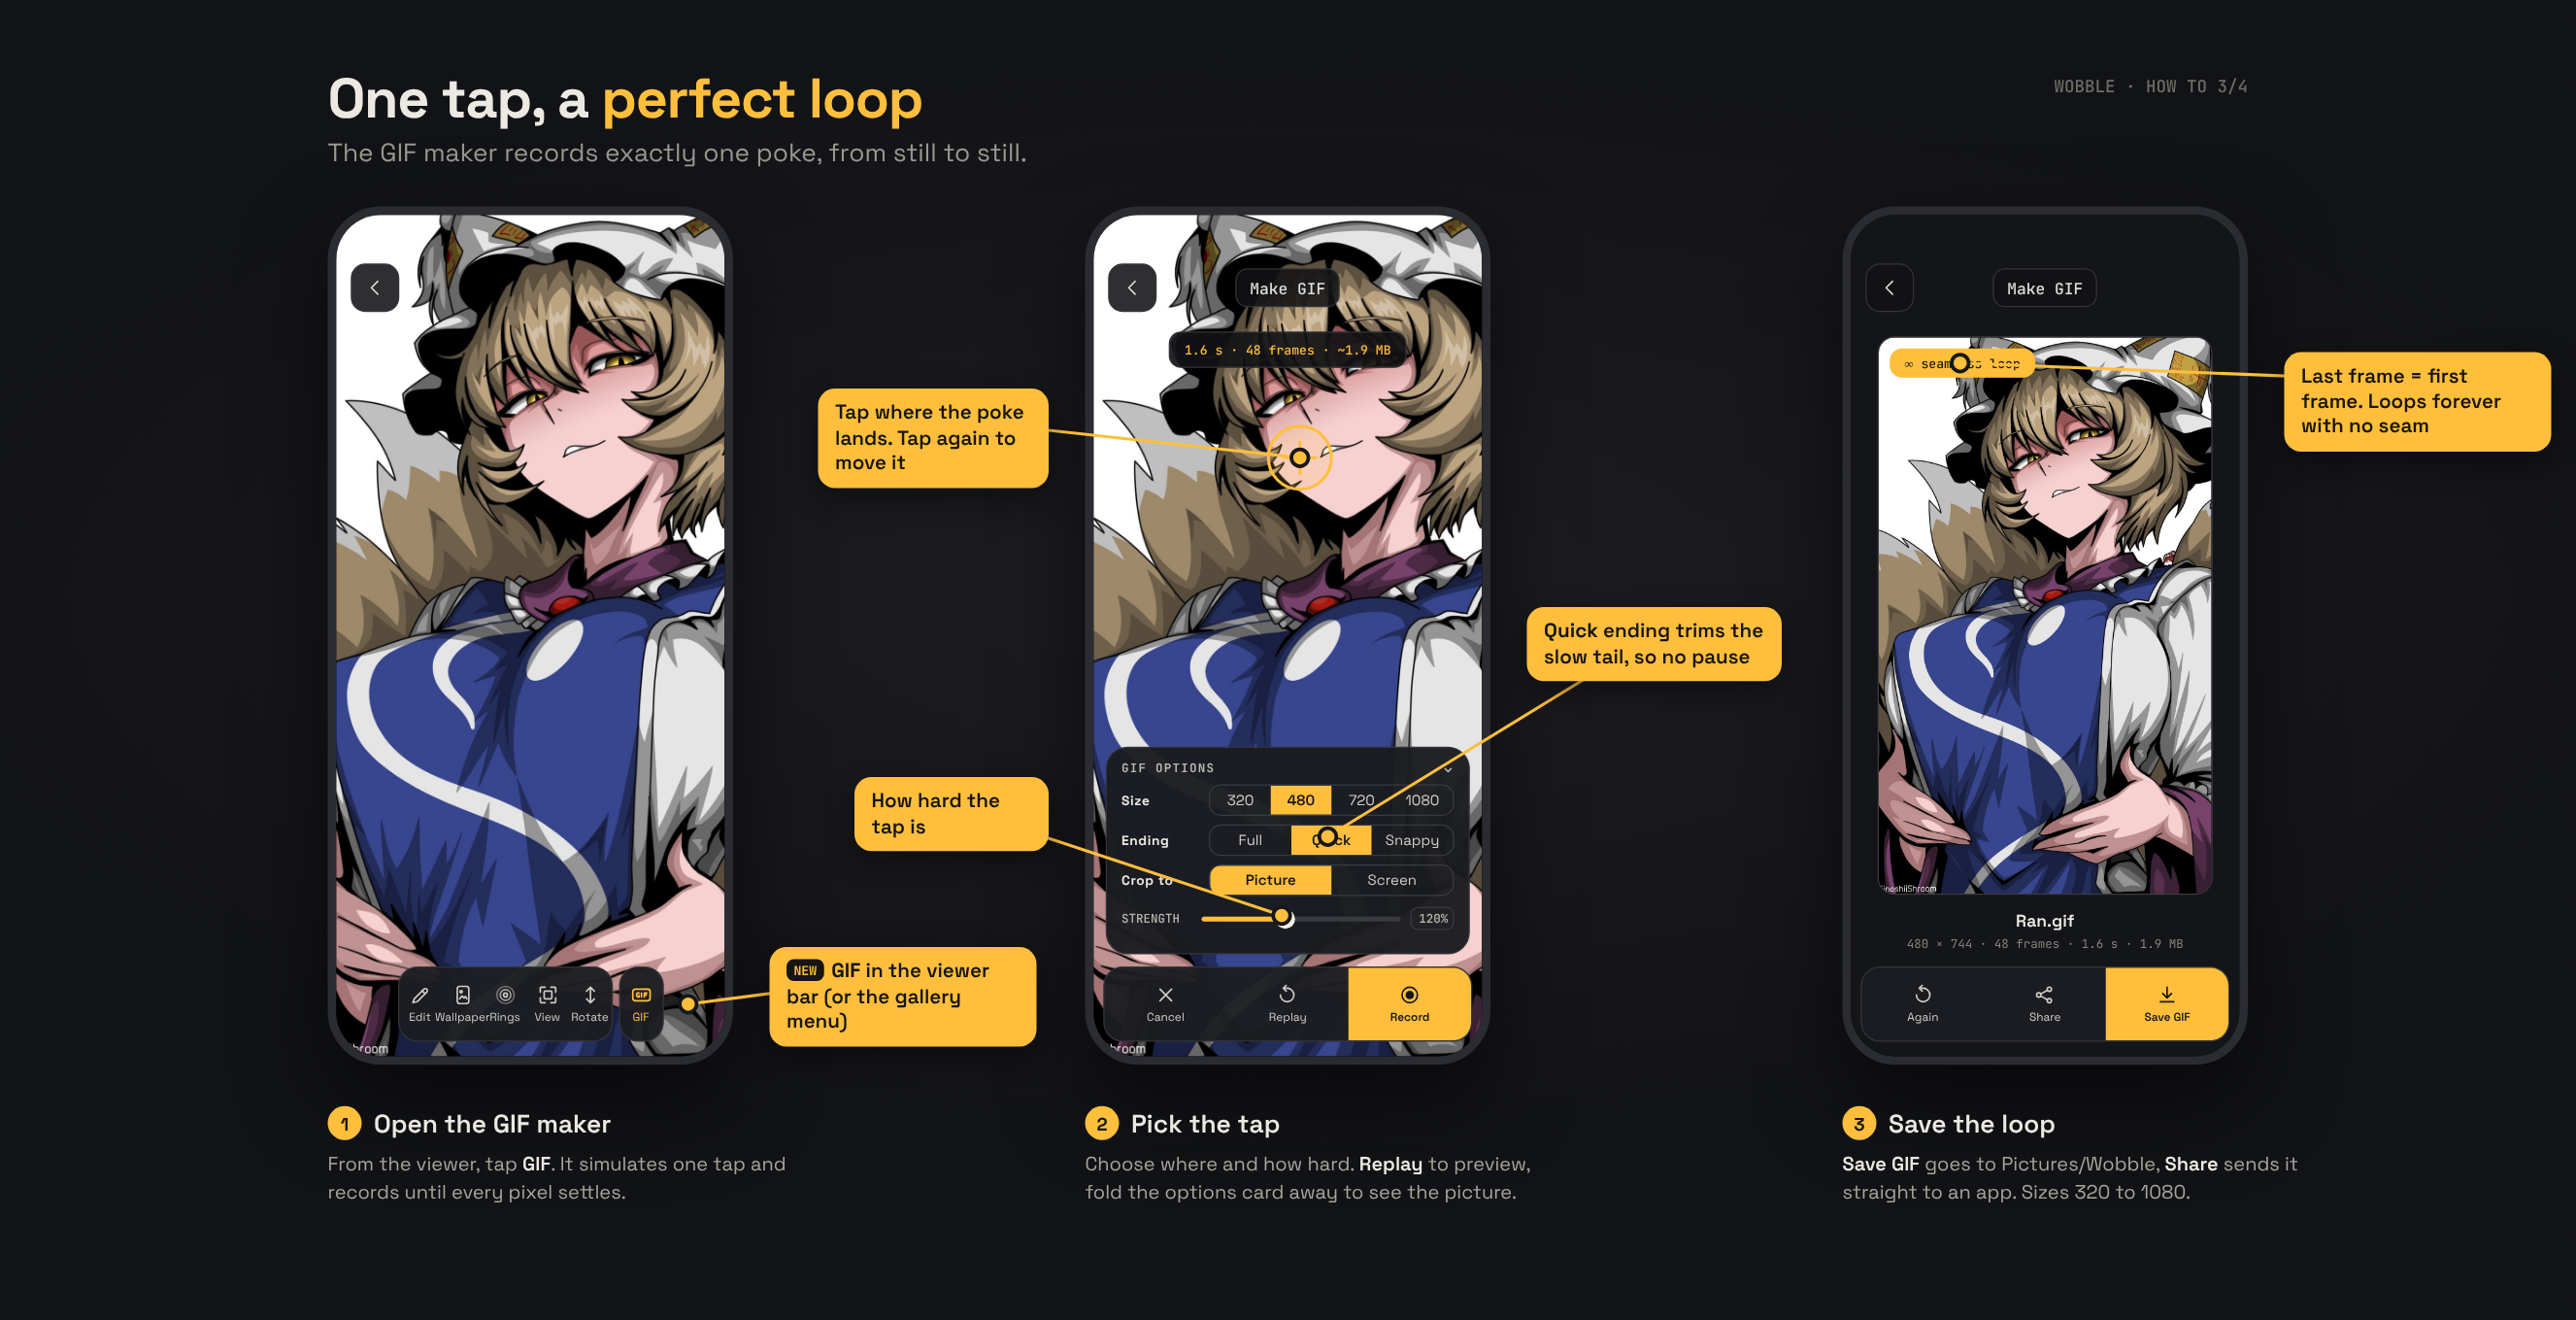 One tap, a perfect loop
WOBBLE · HOW TO 3/4
The GIF maker records exactly one poke, from still to still.
Edit Wallpaper Rings View Rotate GIF
hroom
NEW GIF in the viewer
bar (or the gallery
menu)
Make GIF
1.6 s · 48 frames · ~1.9 MB
Tap where the poke
lands. Tap again to
move it
Quick ending trims the
slow tail, so no pause
How hard the
tap is
GIF OPTIONS
Size 320 480 720 1080
Ending Full Quick Snappy
Crop to Picture Screen
STRENGTH 120%
Cancel Replay Record
hroom
Make GIF
∞ seamless loop
Last frame = first
frame. Loops forever
with no seam
Ran.gif
480 × 744 · 48 frames · 1.6 s · 1.9 MB
Again Share Save GIF
1 Open the GIF maker
From the viewer, tap GIF. It simulates one tap and
records until every pixel settles.
2 Pick the tap
Choose where and how hard. Replay to preview,
fold the options card away to see the picture.
3 Save the loop
Save GIF goes to Pictures/Wobble, Share sends it
straight to an app. Sizes 320 to 1080.